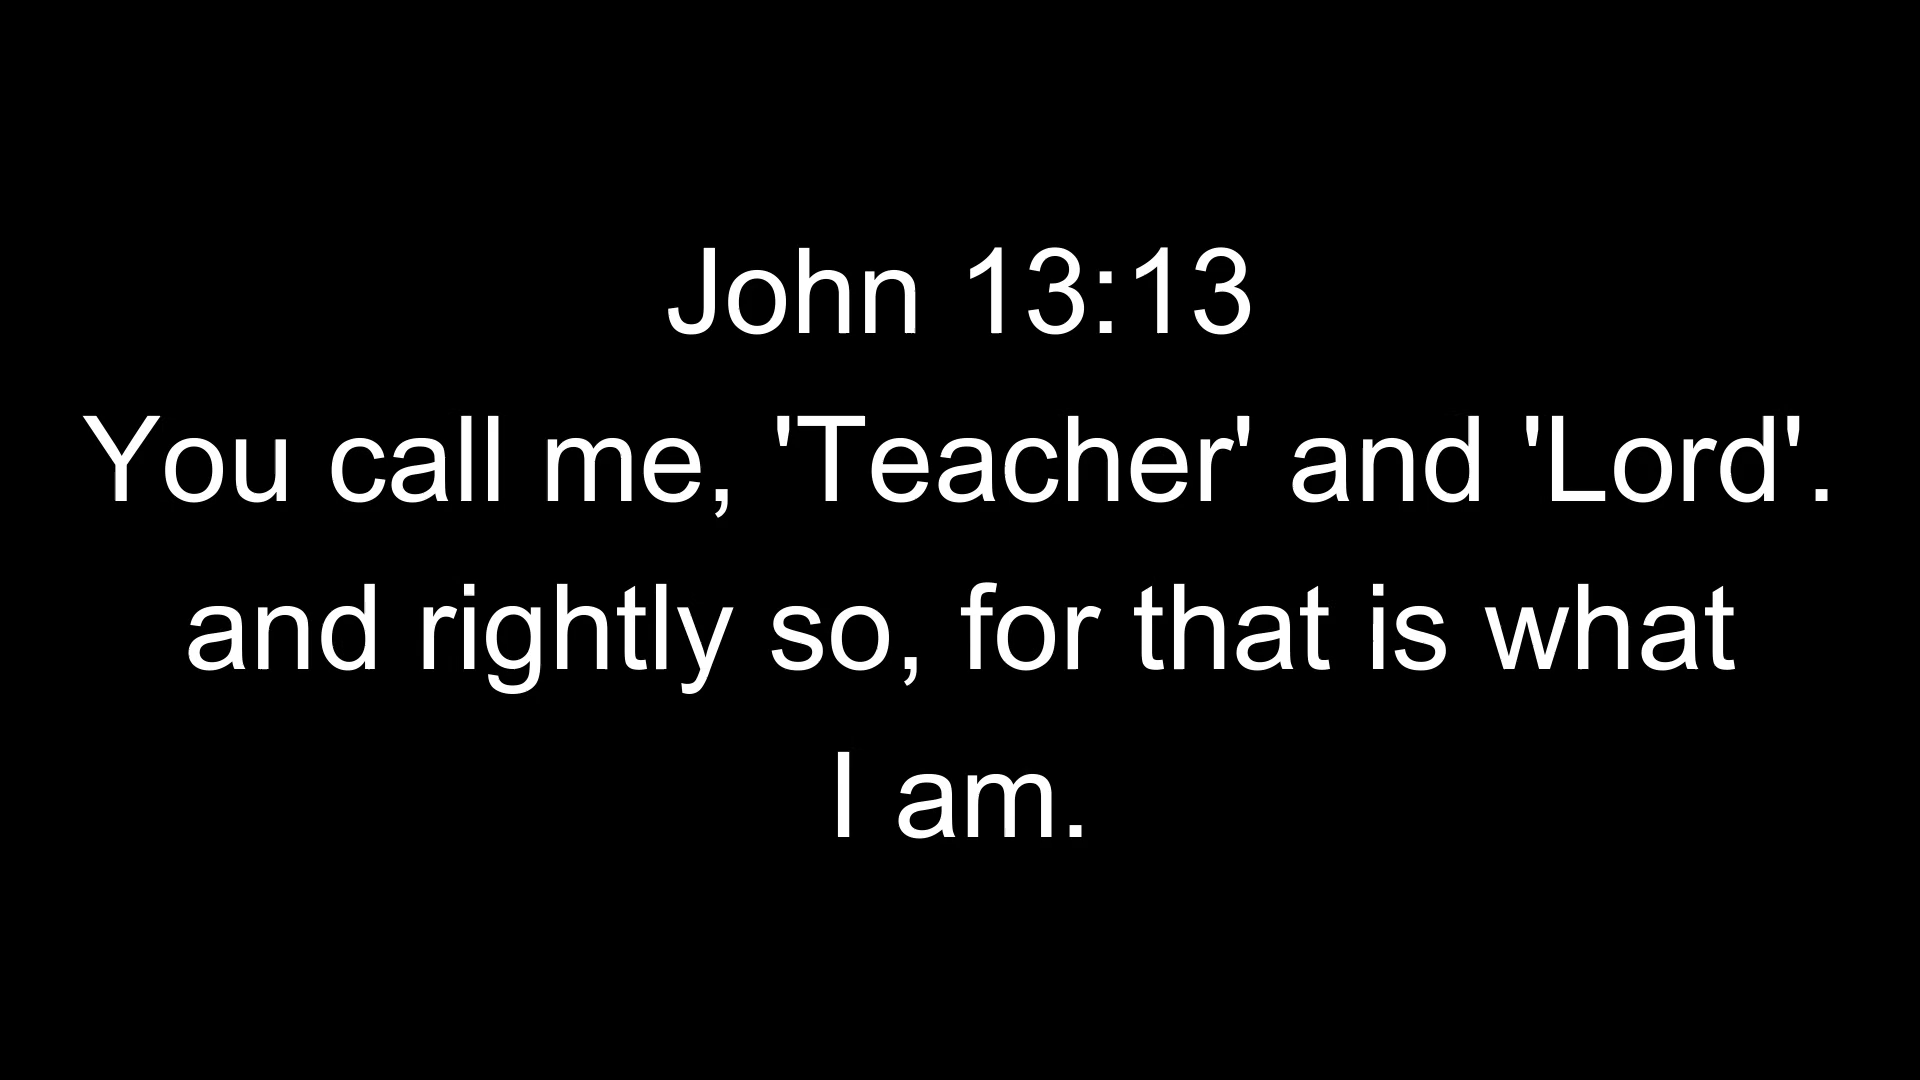 John 13:13
You call me, 'Teacher' and 'Lord'.
and rightly so, for that is what
I am.